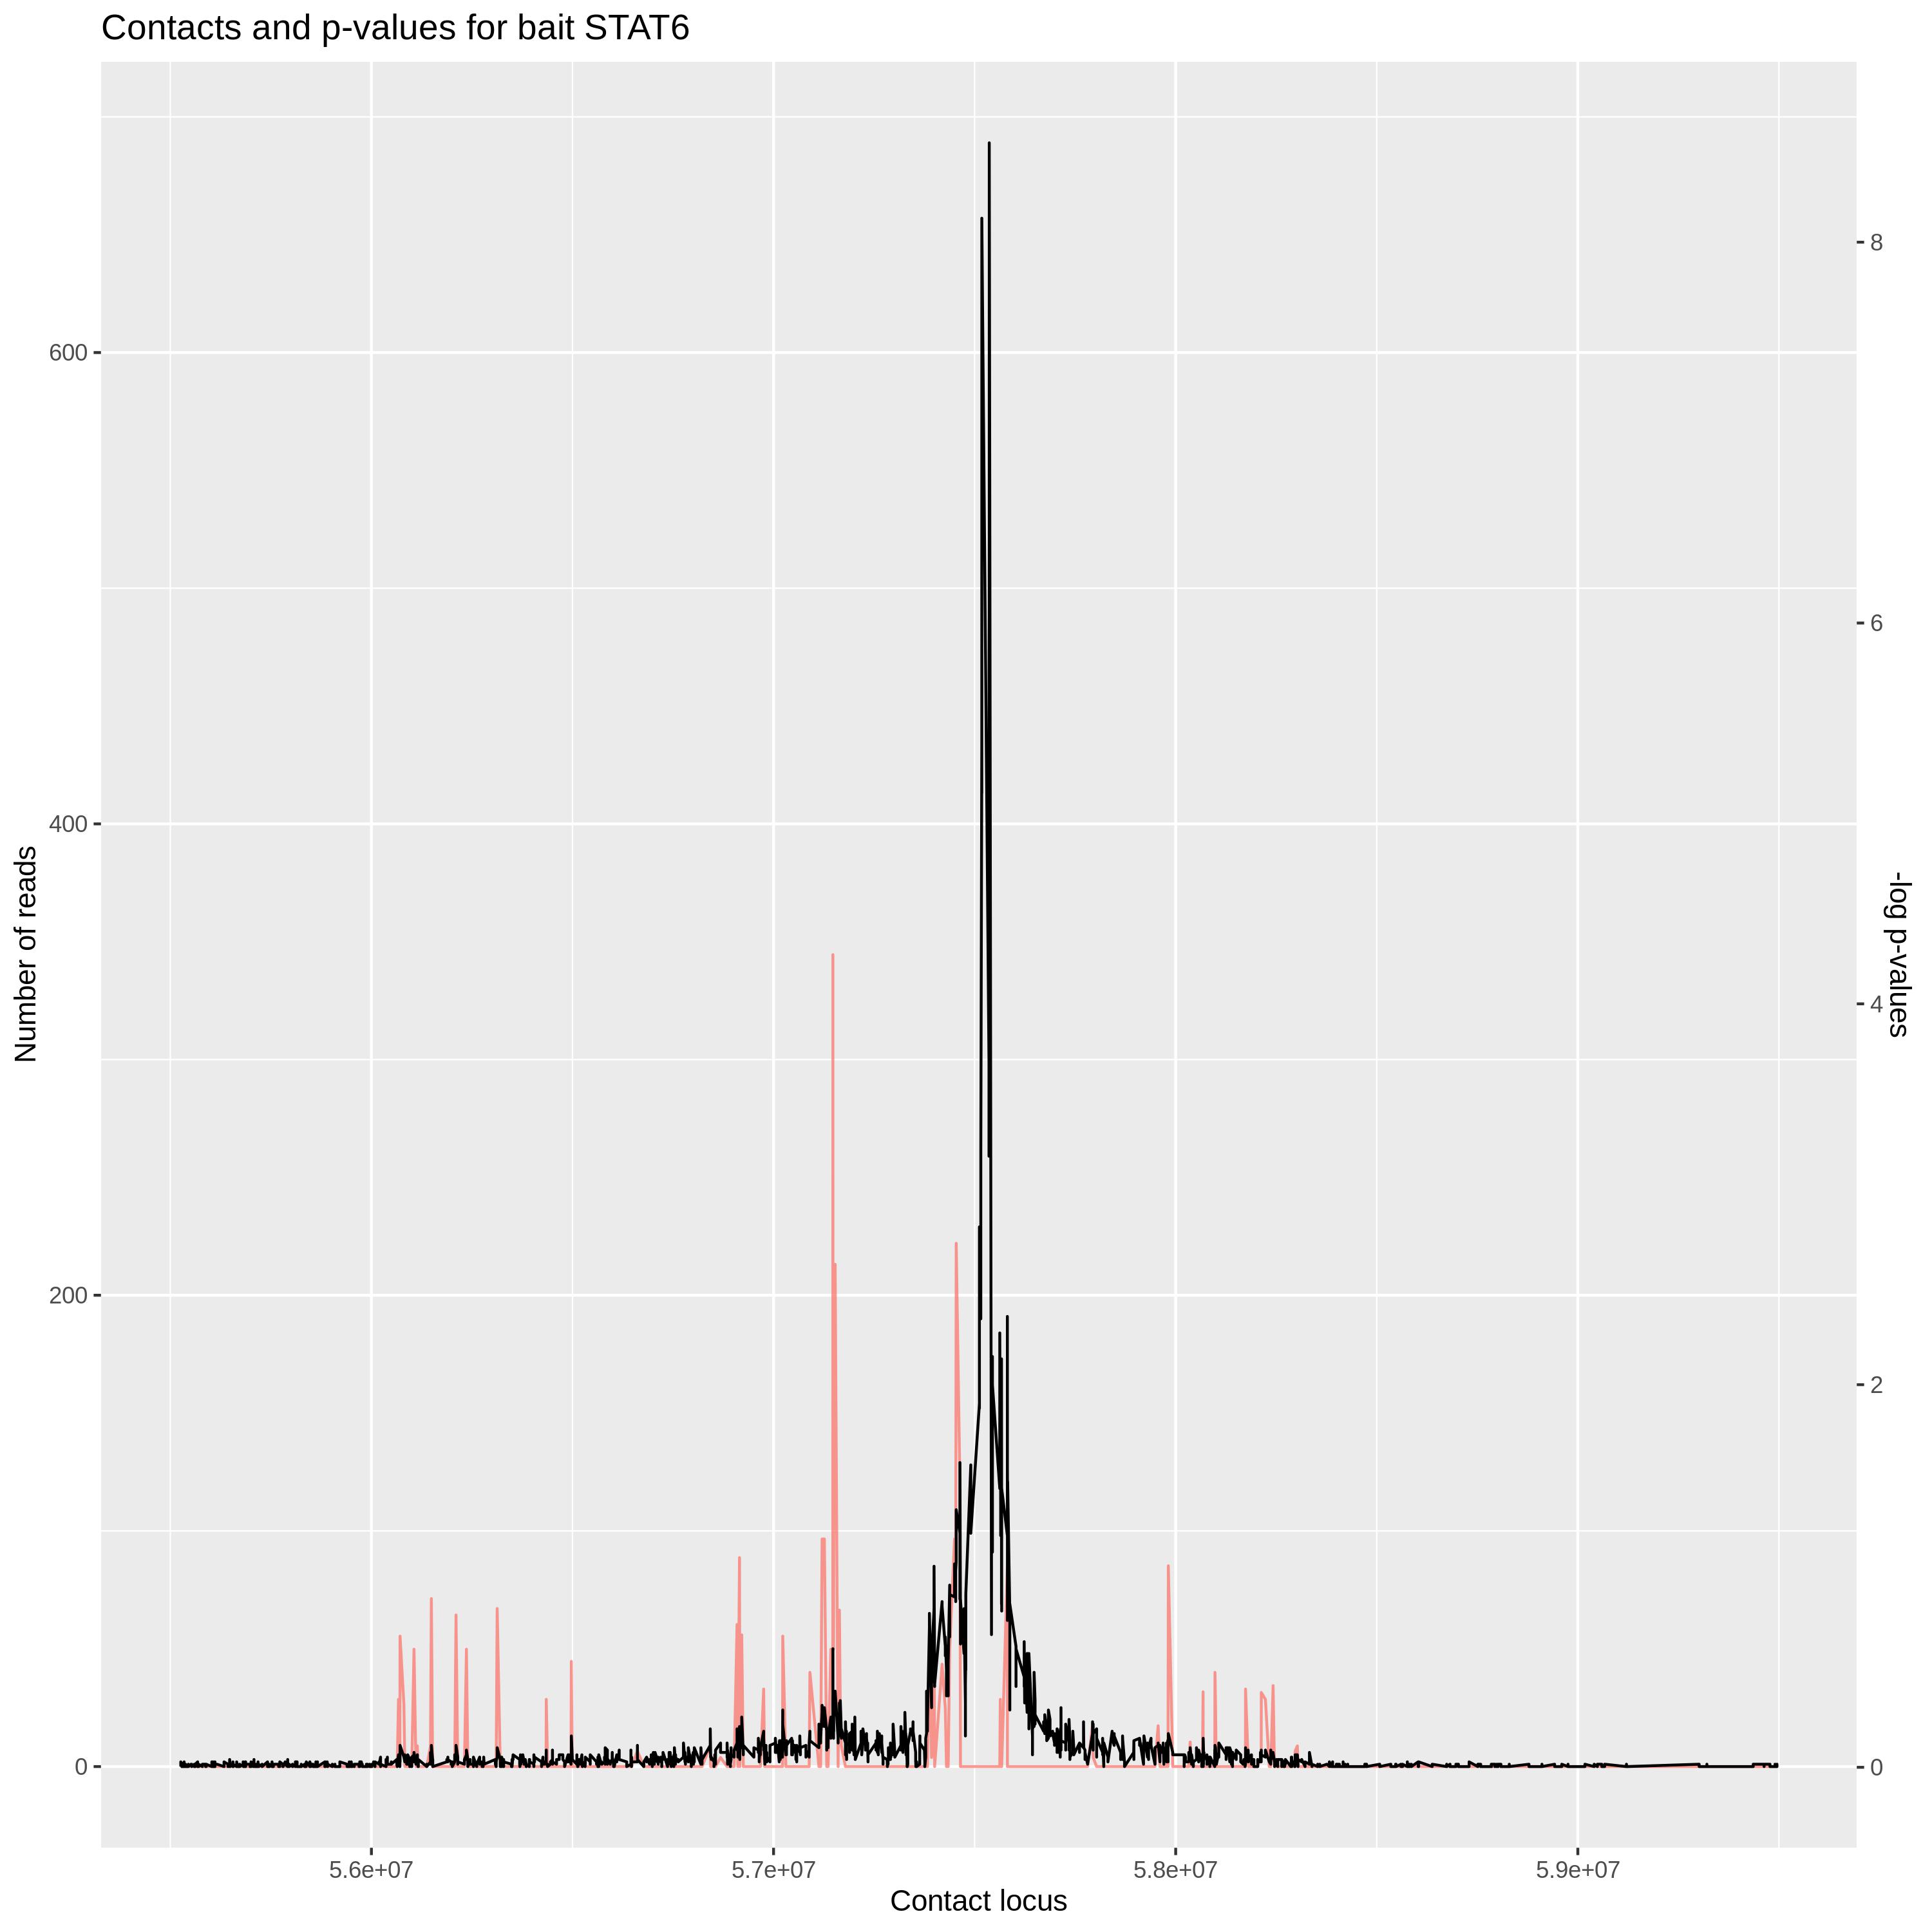 Contacts and p-values for bait STAT6
Number of reads
600
400
200
0
8
6
4
2
0
-log p-values
5.6e+07
5.7e+07
5.8e+07
5.9e+07
Contact locus